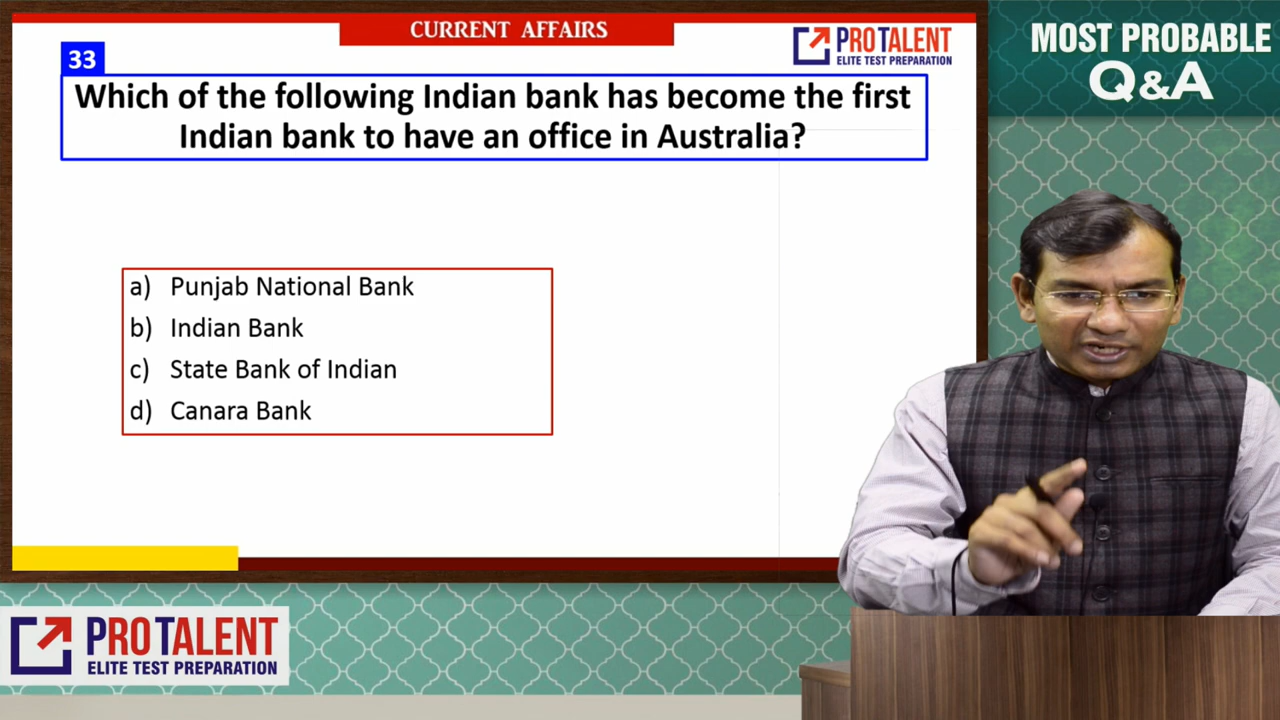 CURRENT AFFAIRS
PROTALENT
ELITE TEST PREPARATION
MOST PROBABLE
Q&A
33
Which of the following Indian bank has become the first
Indian bank to have an office in Australia?
a) Punjab National Bank
b) Indian Bank
c) State Bank of Indian
d) Canara Bank
PROTALENT
ELITE TEST PREPARATION